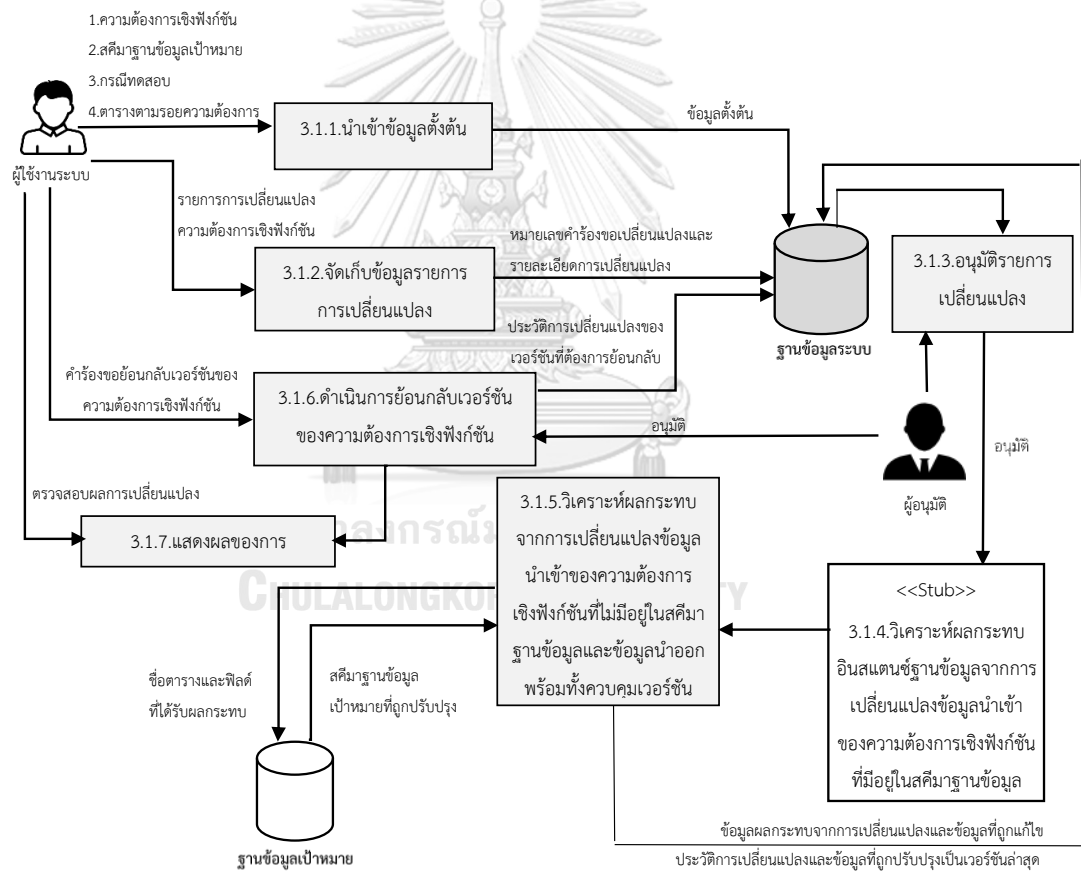 1.ความต้องการเชิงฟังก์ชัน
2.สคีมาฐานข้อมูลเป้าหมาย
3.กรณีทดสอบ
4.ตารางตามรอยความต้องการ
ผู้ใช้งานระบบ
3.1.1.นำเข้าข้อมูลตั้งต้น
ข้อมูลตั้งต้น
รายการการเปลี่ยนแปลง
ความต้องการเชิงฟังก์ชัน
3.1.2.จัดเก็บข้อมูลรายการ
การเปลี่ยนแปลง
หมายเลขคำร้องขอเปลี่ยนแปลงและ
รายละเอียดการเปลี่ยนแปลง
ฐานข้อมูลระบบ
3.1.3.อนุมัติรายการ
เปลี่ยนแปลง
ประวัติการเปลี่ยนแปลงของ
เวอร์ชันที่ต้องการย้อนกลับ
คำร้องขอย้อนกลับเวอร์ชันของ
ความต้องการเชิงฟังก์ชัน
3.1.6.ดำเนินการย้อนกลับเวอร์ชัน
ของความต้องการเชิงฟังก์ชัน
อนุมัติ
ผู้อนุมัติ
อนุมัติ
ตรวจสอบผลการเปลี่ยนแปลง
3.1.7.แสดงผลของการ
3.1.5.วิเคราะห์ผลกระทบ
จากการเปลี่ยนแปลงข้อมูล
นำเข้าของความต้องการ
เชิงฟังก์ชันที่ไม่มีอยู่ในสคีมา
ฐานข้อมูลและข้อมูลนำออก
พร้อมทั้งควบคุมเวอร์ชัน
<<Stub>>
3.1.4.วิเคราะห์ผลกระทบ
อินสแตนซ์ฐานข้อมูลจากการ
เปลี่ยนแปลงข้อมูลนำเข้า
ของความต้องการเชิงฟังก์ชัน
ที่มีอยู่ในสคีมาฐานข้อมูล
ชื่อตารางและฟิลด์
ที่ได้รับผลกระทบ
สคีมาฐานข้อมูล
เป้าหมายที่ถูกปรับปรุง
ฐานข้อมูลเป้าหมาย
ข้อมูลผลกระทบจากการเปลี่ยนแปลงและข้อมูลที่ถูกแก้ไข
ประวัติการเปลี่ยนแปลงและข้อมูลที่ถูกปรับปรุงเป็นเวอร์ชันล่าสุด